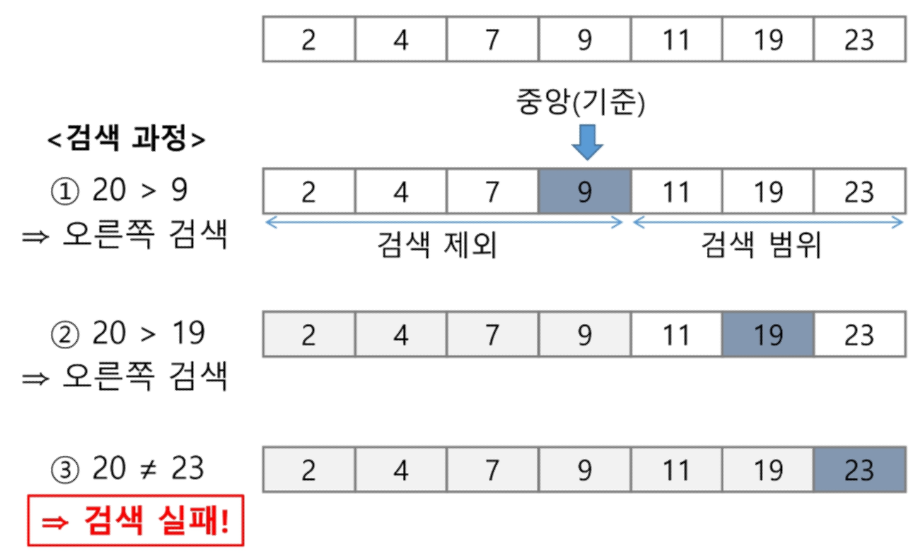 2 4 7 9 11 19 23
중앙(기준)
<검색 과정>
① 20 > 9
⇒ 오른쪽 검색
2 4 7 9 11 19 23
검색 제외
검색 범위
② 20 > 19
⇒ 오른쪽 검색
2 4 7 9 11 19 23
③ 20 ≠ 23
⇒ 검색 실패!
2 4 7 9 11 19 23